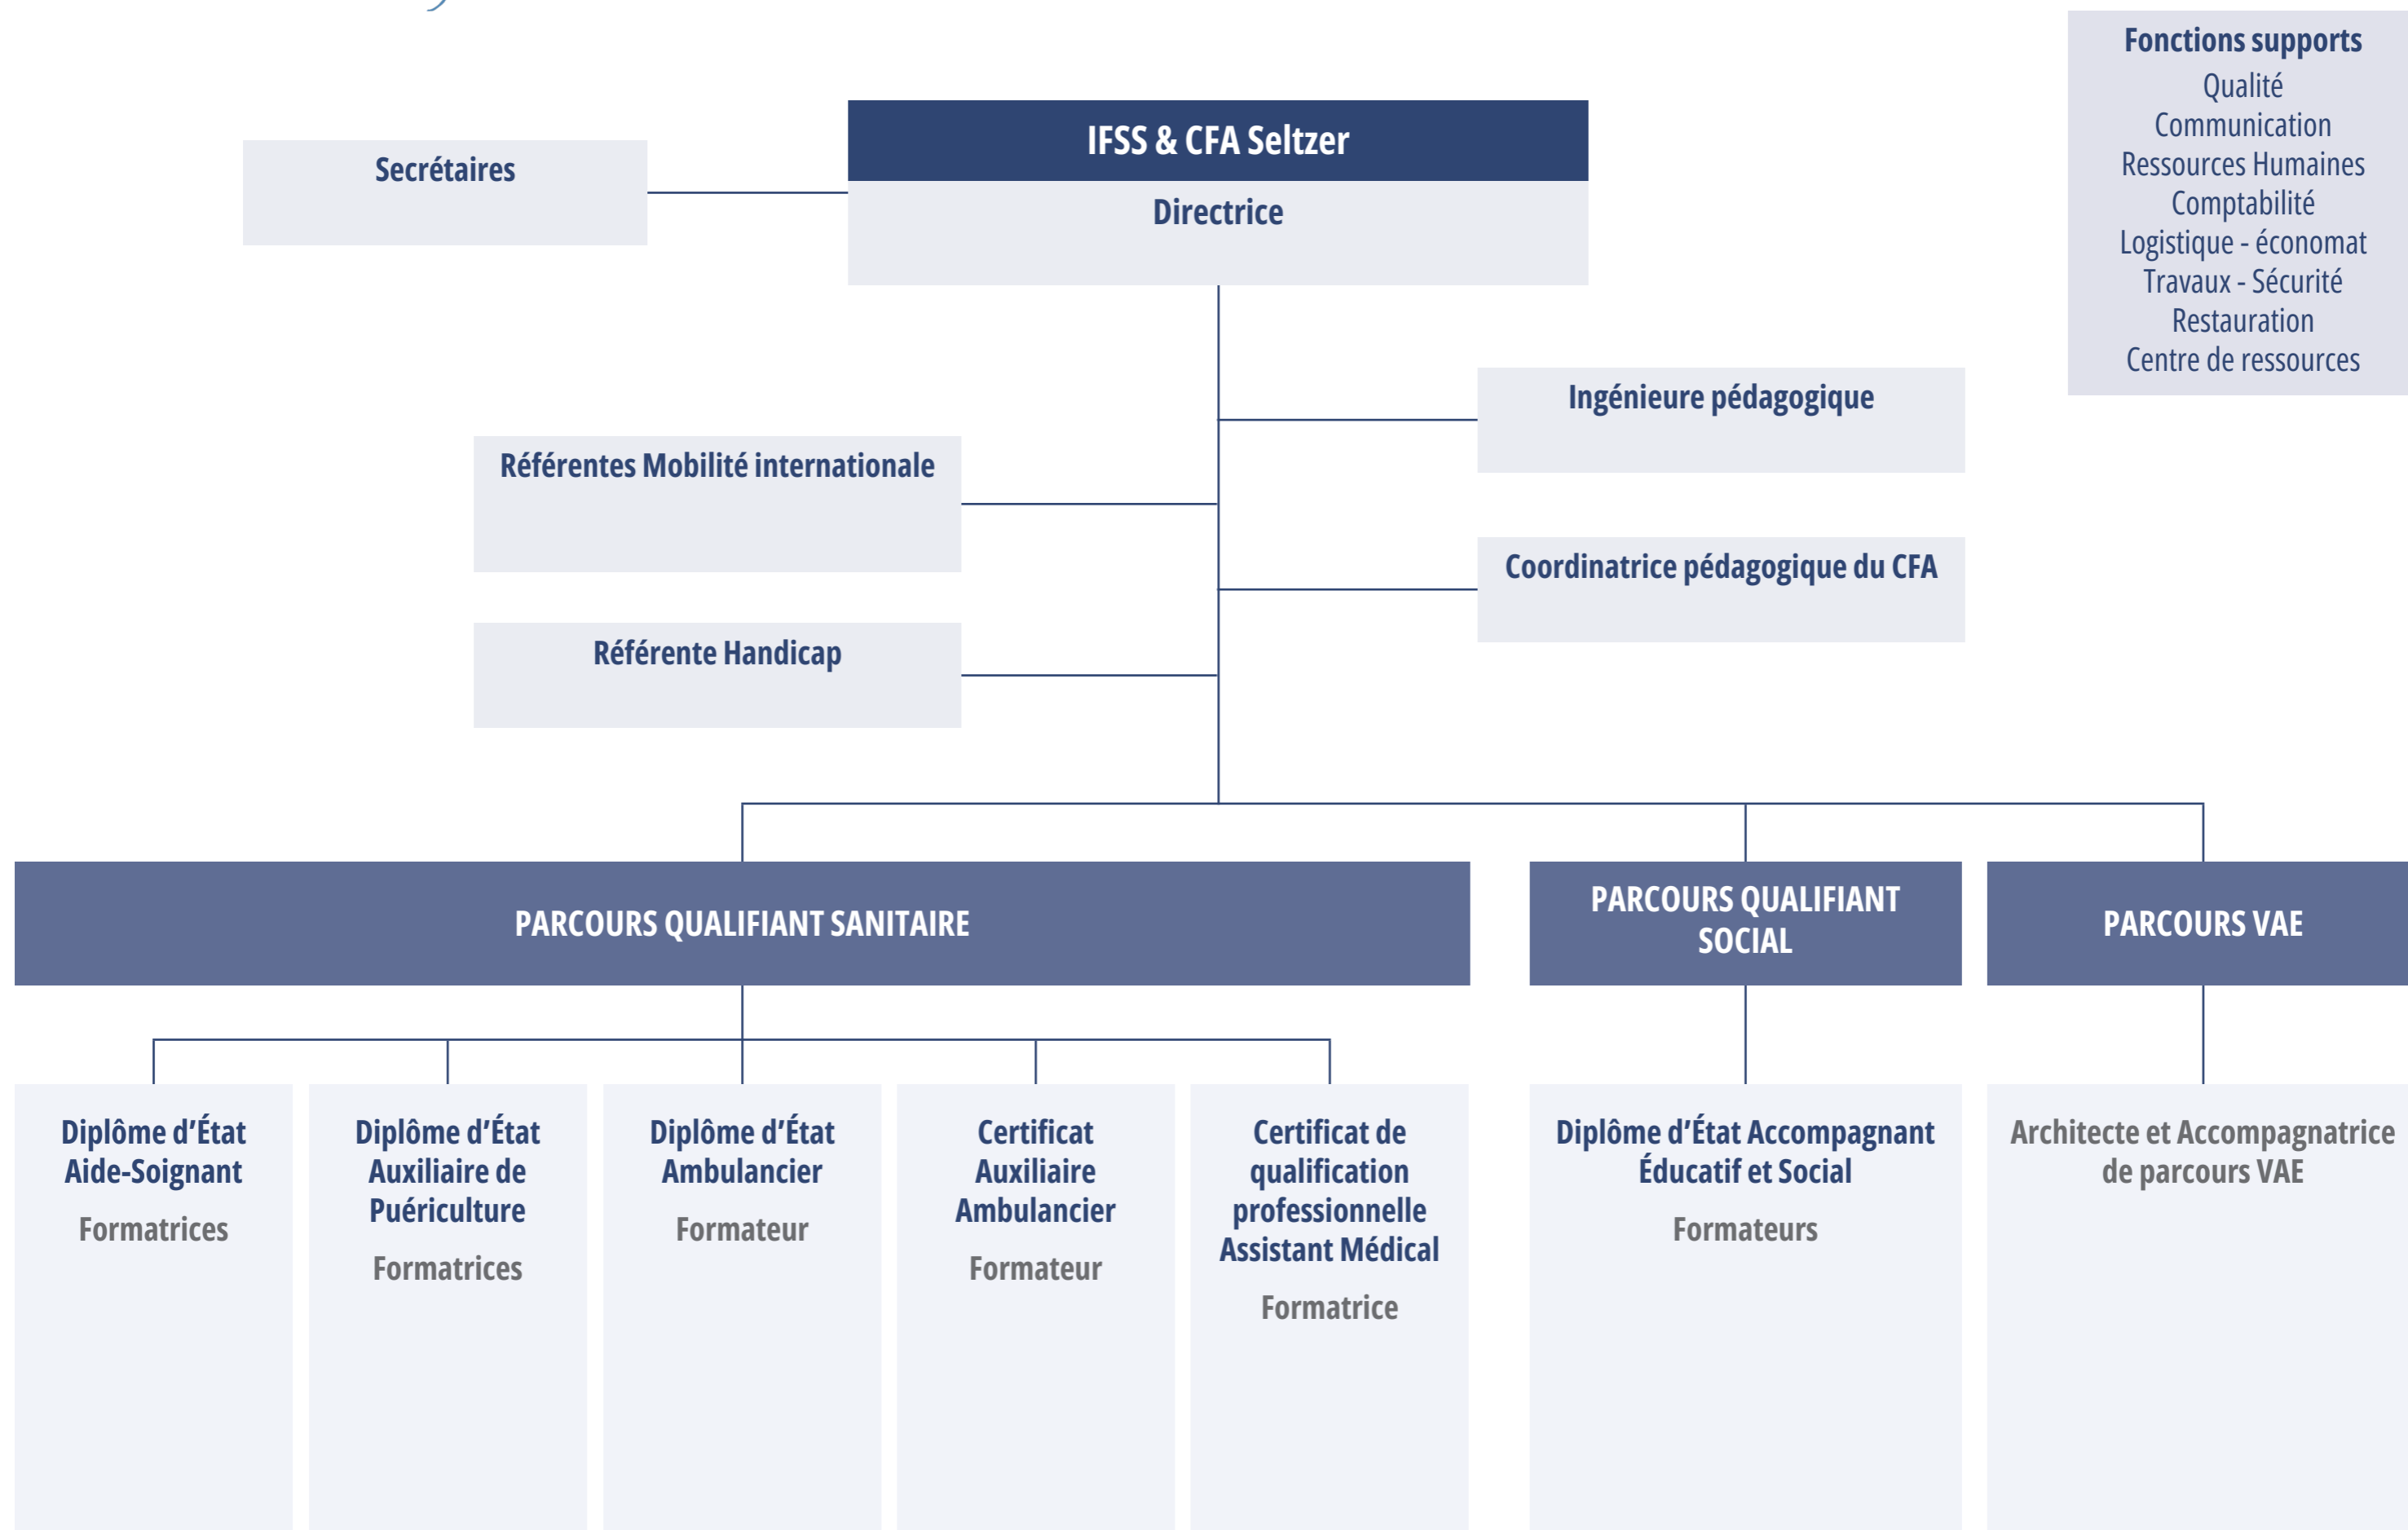 Fonctions supports
Qualité
Communication
Ressources Humaines
Comptabilité
Logistique - économat
Travaux - Sécurité
Restauration
Centre de ressources
IFSS & CFA Seltzer
Directrice
Secrétaires
Ingénieure pédagogique
Référentes Mobilité internationale
Coordinatrice pédagogique du CFA
Référente Handicap
PARCOURS QUALIFIANT SANITAIRE
PARCOURS QUALIFIANT
SOCIAL
PARCOURS VAE
Diplôme d’État
Aide-Soignant
Formatrices
Diplôme d’État
Auxiliaire de
Puériculture
Formatrices
Diplôme d’État
Ambulancier
Formateur
Certificat
Auxiliaire
Ambulancier
Formateur
Certificat de
qualification
professionnelle
Assistant Médical
Formatrice
Diplôme d’État Accompagnant
Éducatif et Social
Formateurs
Architecte et Accompagnatrice
de parcours VAE